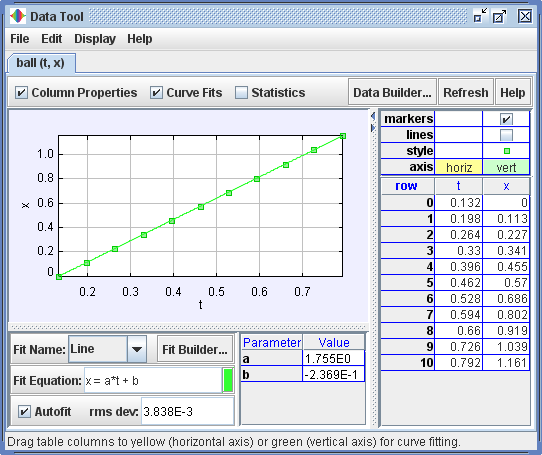 Data Tool
File Edit Display Help
ball (t, x)
Column Properties Curve Fits Statistics Data Builder... Refresh Help
1.0
0.8
0.6
0.4
0.2
0
x
0.2 0.3 0.4 0.5 0.6 0.7
t
markers
lines
style
axis horiz vert
row t x
0 0.132 0
1 0.198 0.113
2 0.264 0.227
3 0.33 0.341
4 0.396 0.455
5 0.462 0.57
6 0.528 0.686
7 0.594 0.802
8 0.66 0.919
9 0.726 1.039
10 0.792 1.161
Fit Name: Line Fit Builder...
Fit Equation: x = a*t + b
Autofit rms dev: 3.838E-3
Parameter Value
a 1.755E0
b -2.369E-1
Drag table columns to yellow (horizontal axis) or green (vertical axis) for curve fitting.